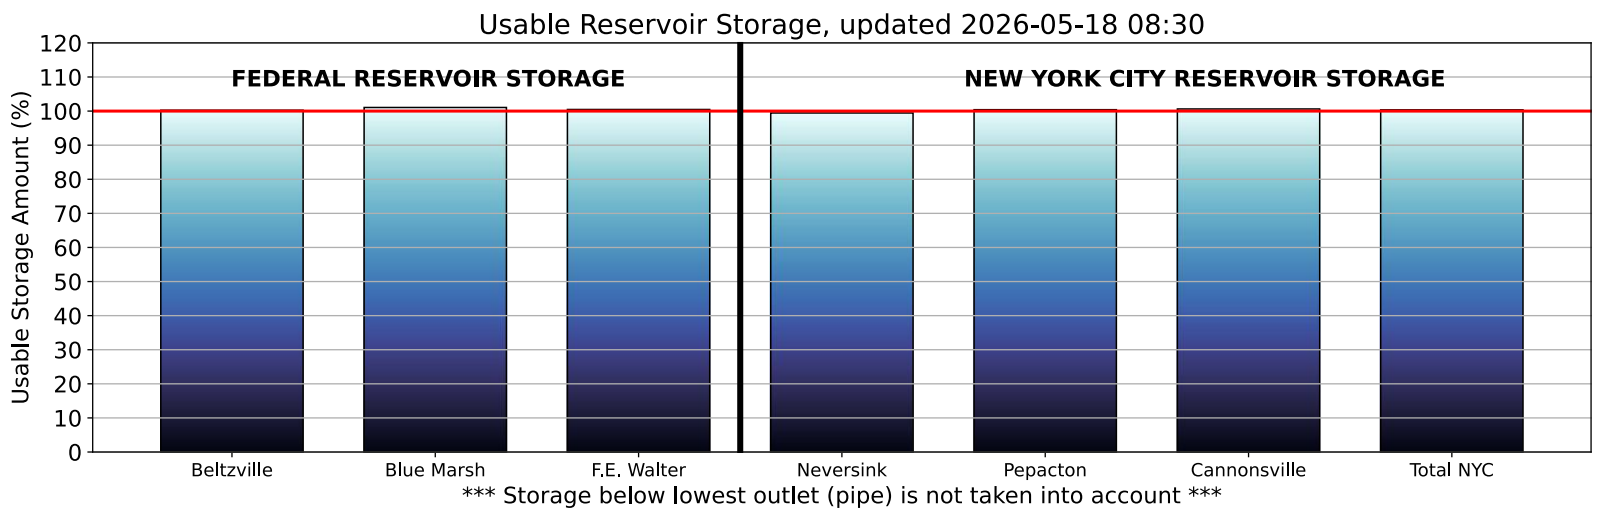 Usable Reservoir Storage, updated 2026-05-18 08:30
FEDERAL RESERVOIR STORAGE
NEW YORK CITY RESERVOIR STORAGE
Usable Storage Amount (%)
120
110
100
90
80
70
60
50
40
30
20
10
0
Beltzville
Blue Marsh
F.E. Walter
Neversink
Pepacton
Cannonsville
Total NYC
*** Storage below lowest outlet (pipe) is not taken into account ***